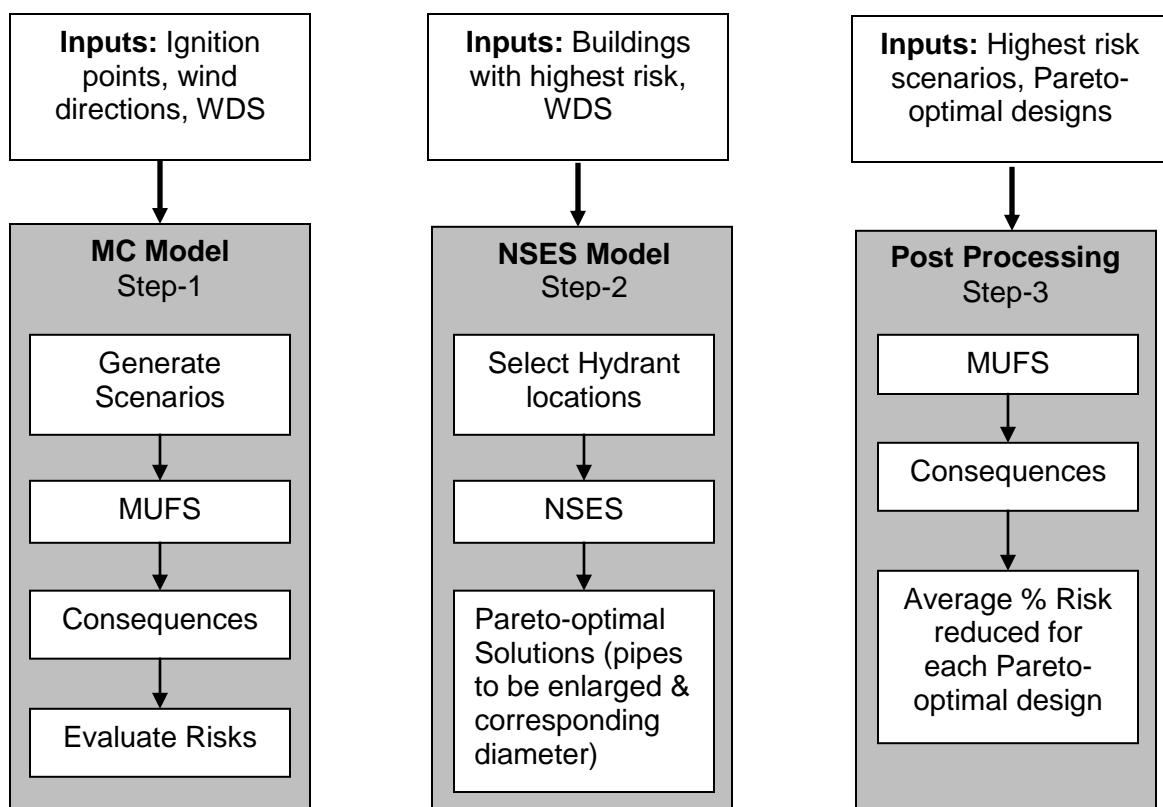 Inputs: Ignition
points, wind
directions, WDS
MC Model
Step-1
Generate
Scenarios
MUFS
Consequences
Evaluate Risks
Inputs: Buildings
with highest risk,
WDS
NSES Model
Step-2
Select Hydrant
locations
NSES
Pareto-optimal
Solutions (pipes
to be enlarged &
corresponding
diameter)
Inputs: Highest risk
scenarios, Pareto-
optimal designs
Post Processing
Step-3
MUFS
Consequences
Average % Risk
reduced for
each Pareto-
optimal design